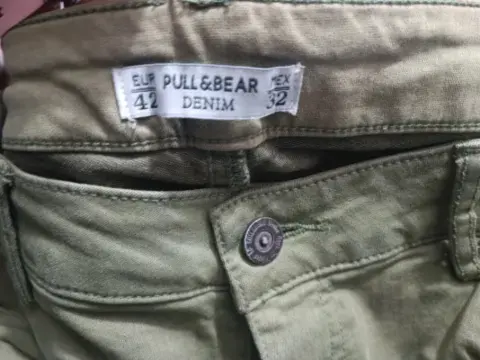 EUR
42
PULL&BEAR
DENIM
MEX
32